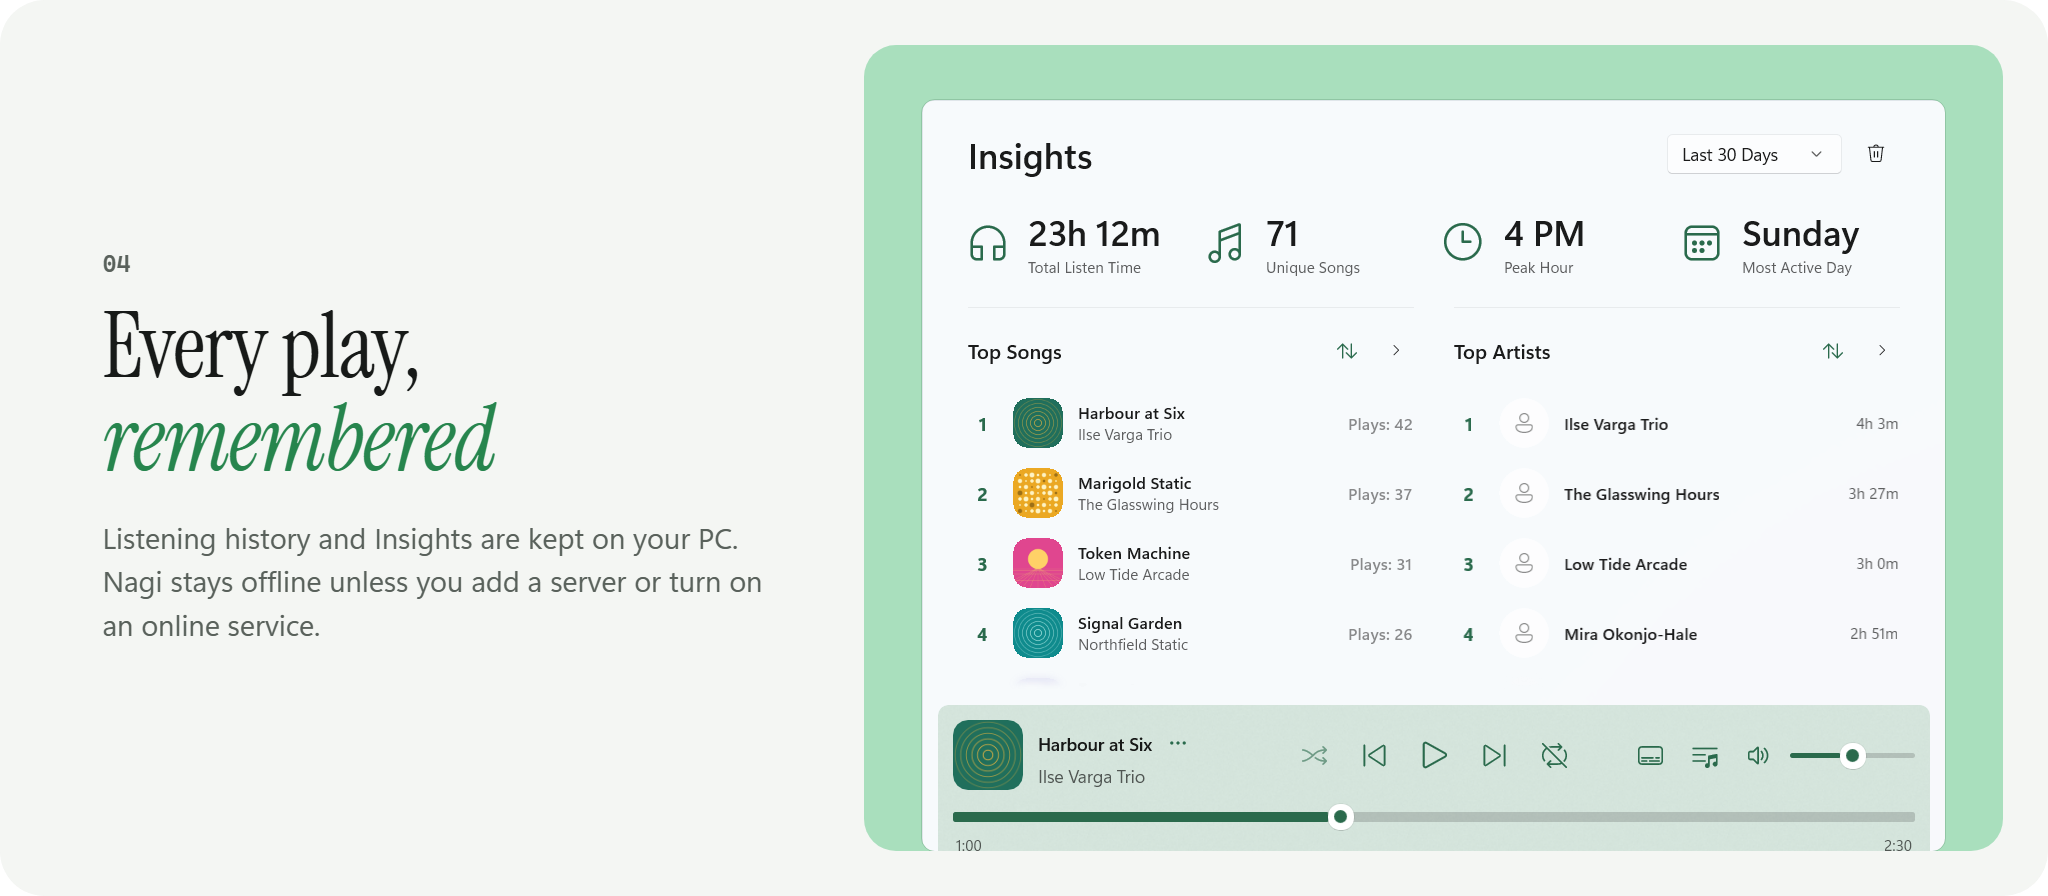 04
Every play,
remembered
Listening history and Insights are kept on your PC.
Nagi stays offline unless you add a server or turn on
an online service.
Insights
Last 30 Days
23h 12m
Total Listen Time
71
Unique Songs
4 PM
Peak Hour
Sunday
Most Active Day
Top Songs
1
Harbour at Six
Ilse Varga Trio
Plays: 42
2
Marigold Static
The Glasswing Hours
Plays: 37
3
Token Machine
Low Tide Arcade
Plays: 31
4
Signal Garden
Northfield Static
Plays: 26
Top Artists
1 Ilse Varga Trio 4h 3m
2 The Glasswing Hours 3h 27m
3 Low Tide Arcade 3h 0m
4 Mira Okonjo-Hale 2h 51m
Harbour at Six
Ilse Varga Trio
1:00
2:30